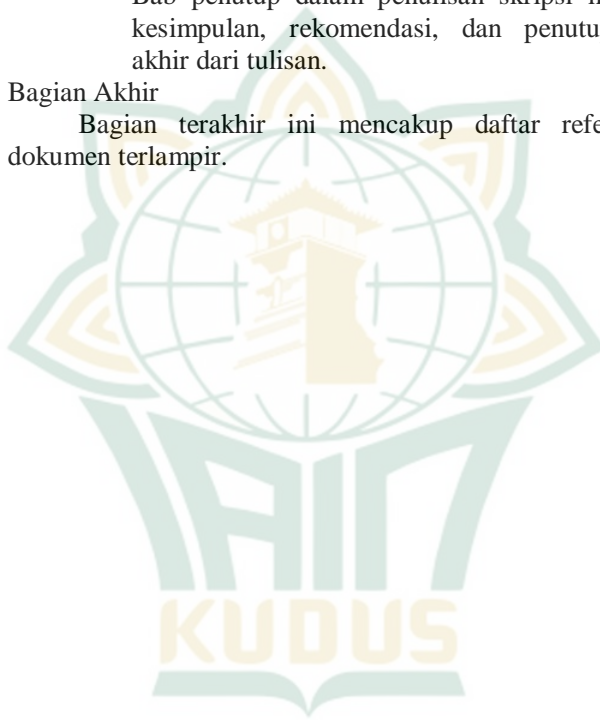 Bab penutup dalam penulisan skripsi
kesimpulan, rekomendasi, dan
akhir dari tulisan.
Bagian Akhir
Bagian terakhir ini mencakup daftar
dokumen terlampir.
IAIN
KUDUS